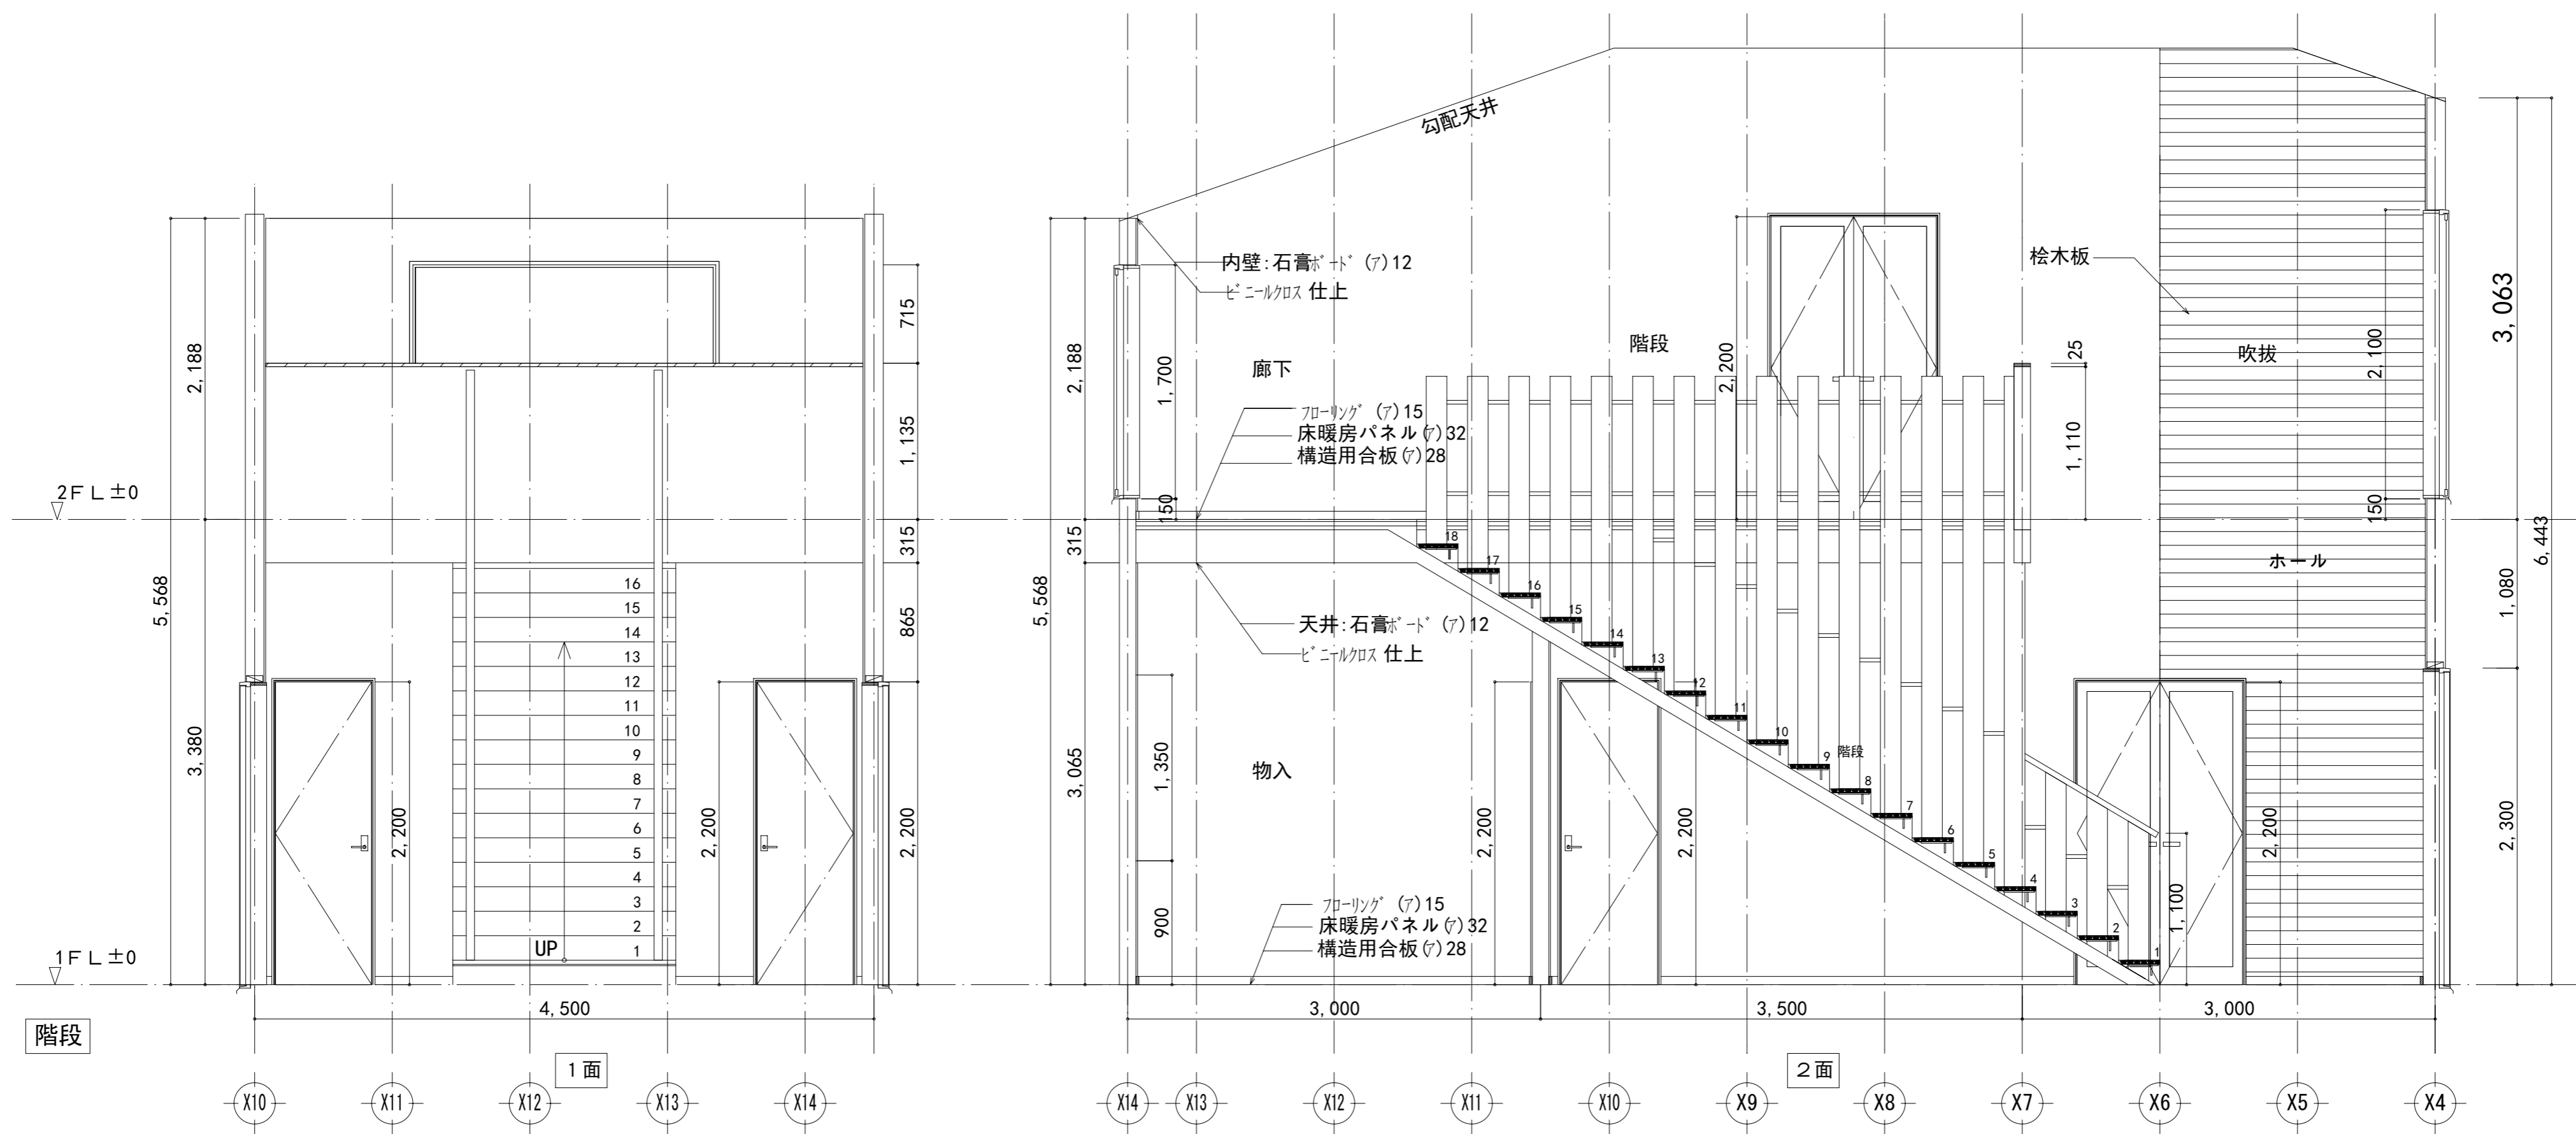 2,188
3,380
5,568
715
1,135
315
865
2,200
2,200
2,200
16
15
14
13
12
11
10
9
8
7
6
5
4
3
2
1
UP
2FL±0
1FL±0
4,500
階段
1面
X10
X11
X12
X13
X14
勾配天井
内壁:石膏ボード(ア)12
ビニールクロス 仕上
廊下
階段
桧木板
吹抜
ホール
フローリング(ア)15
床暖房パネル(ア)32
構造用合板(ア)28
天井:石膏ボード(ア)12
ビニールクロス 仕上
物入
階段
フローリング(ア)15
床暖房パネル(ア)32
構造用合板(ア)28
5,568
2,188
315
3,065
1,700
150
1,350
900
2,200
2,200
2,200
25
1,110
2,100
150
3,063
1,080
6,443
2,300
2,200
1,100
18
17
16
15
14
13
12
11
10
9
8
7
6
5
4
3
2
1
3,000
3,500
3,000
2面
X14
X13
X12
X11
X10
X9
X8
X7
X6
X5
X4